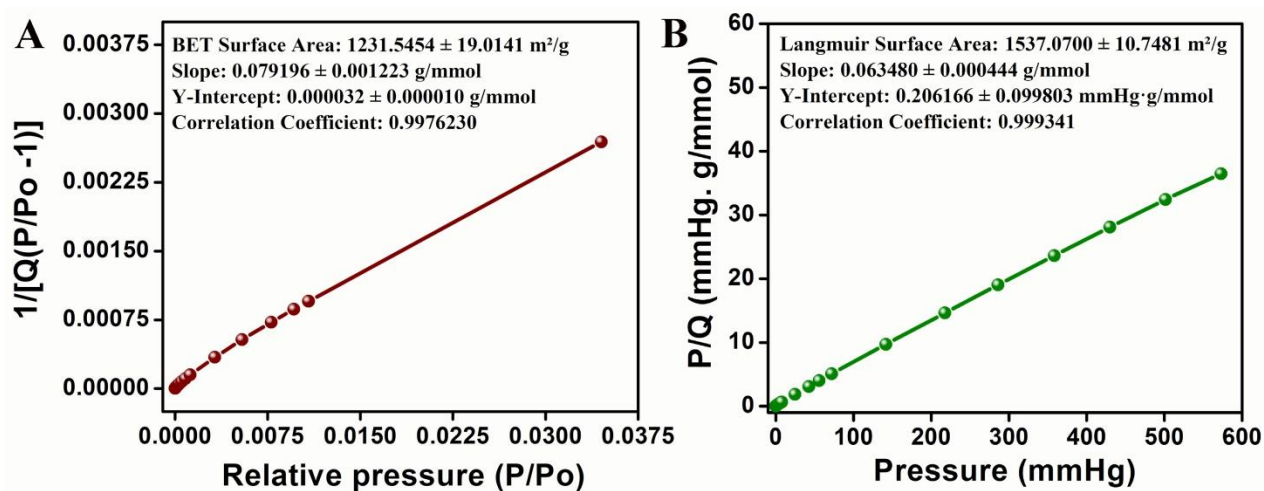 A
BET Surface Area: 1231.5454 ± 19.0141 m²/g
Slope: 0.079196 ± 0.001223 g/mmol
Y-Intercept: 0.000032 ± 0.000010 g/mmol
Correlation Coefficient: 0.9976230
1/[Q(P/Po -1)]
0.00375
0.00300
0.00225
0.00150
0.00075
0.00000
0.0000 0.0075 0.0150 0.0225 0.0300 0.0375
Relative pressure (P/Po)
B
Langmuir Surface Area: 1537.0700 ± 10.7481 m²/g
Slope: 0.063480 ± 0.000444 g/mmol
Y-Intercept: 0.206166 ± 0.099803 mmHg·g/mmol
Correlation Coefficient: 0.999341
P/Q (mmHg. g/mmol)
60
50
40
30
20
10
0
0 100 200 300 400 500 600
Pressure (mmHg)